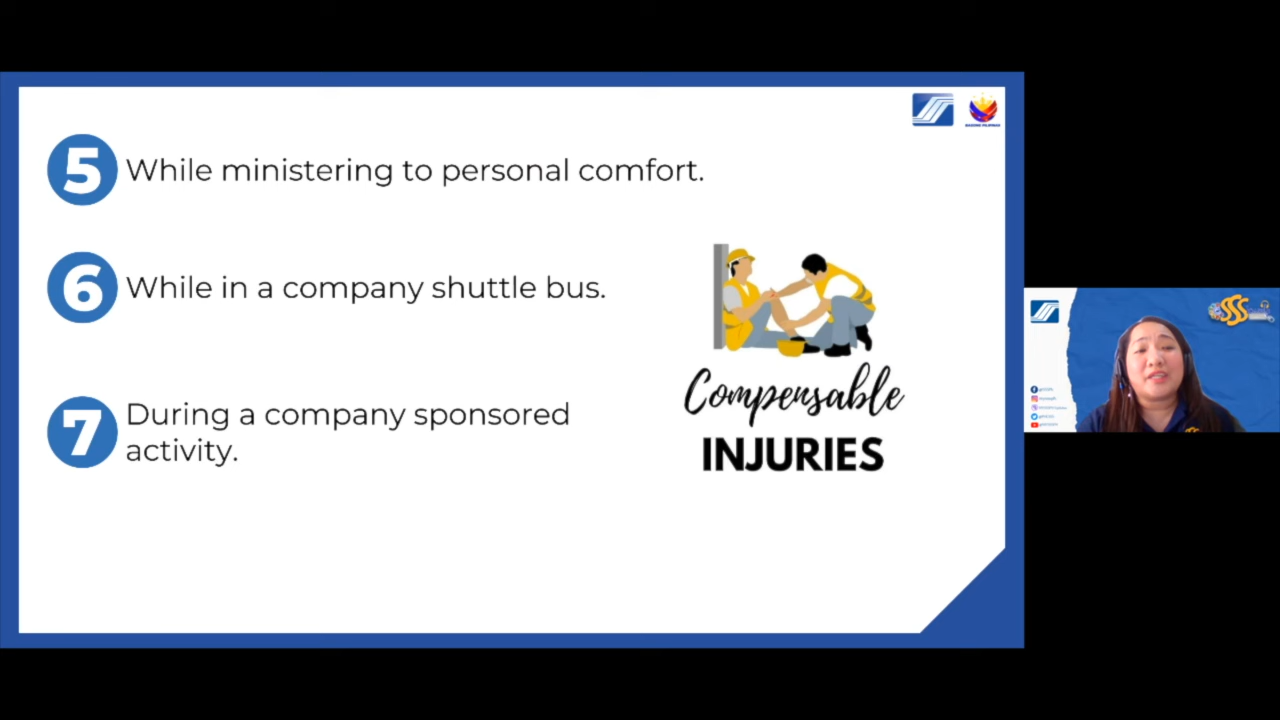 5 While ministering to personal comfort.
6 While in a company shuttle bus.
7 During a company sponsored
activity.
Compensable
INJURIES
SSS